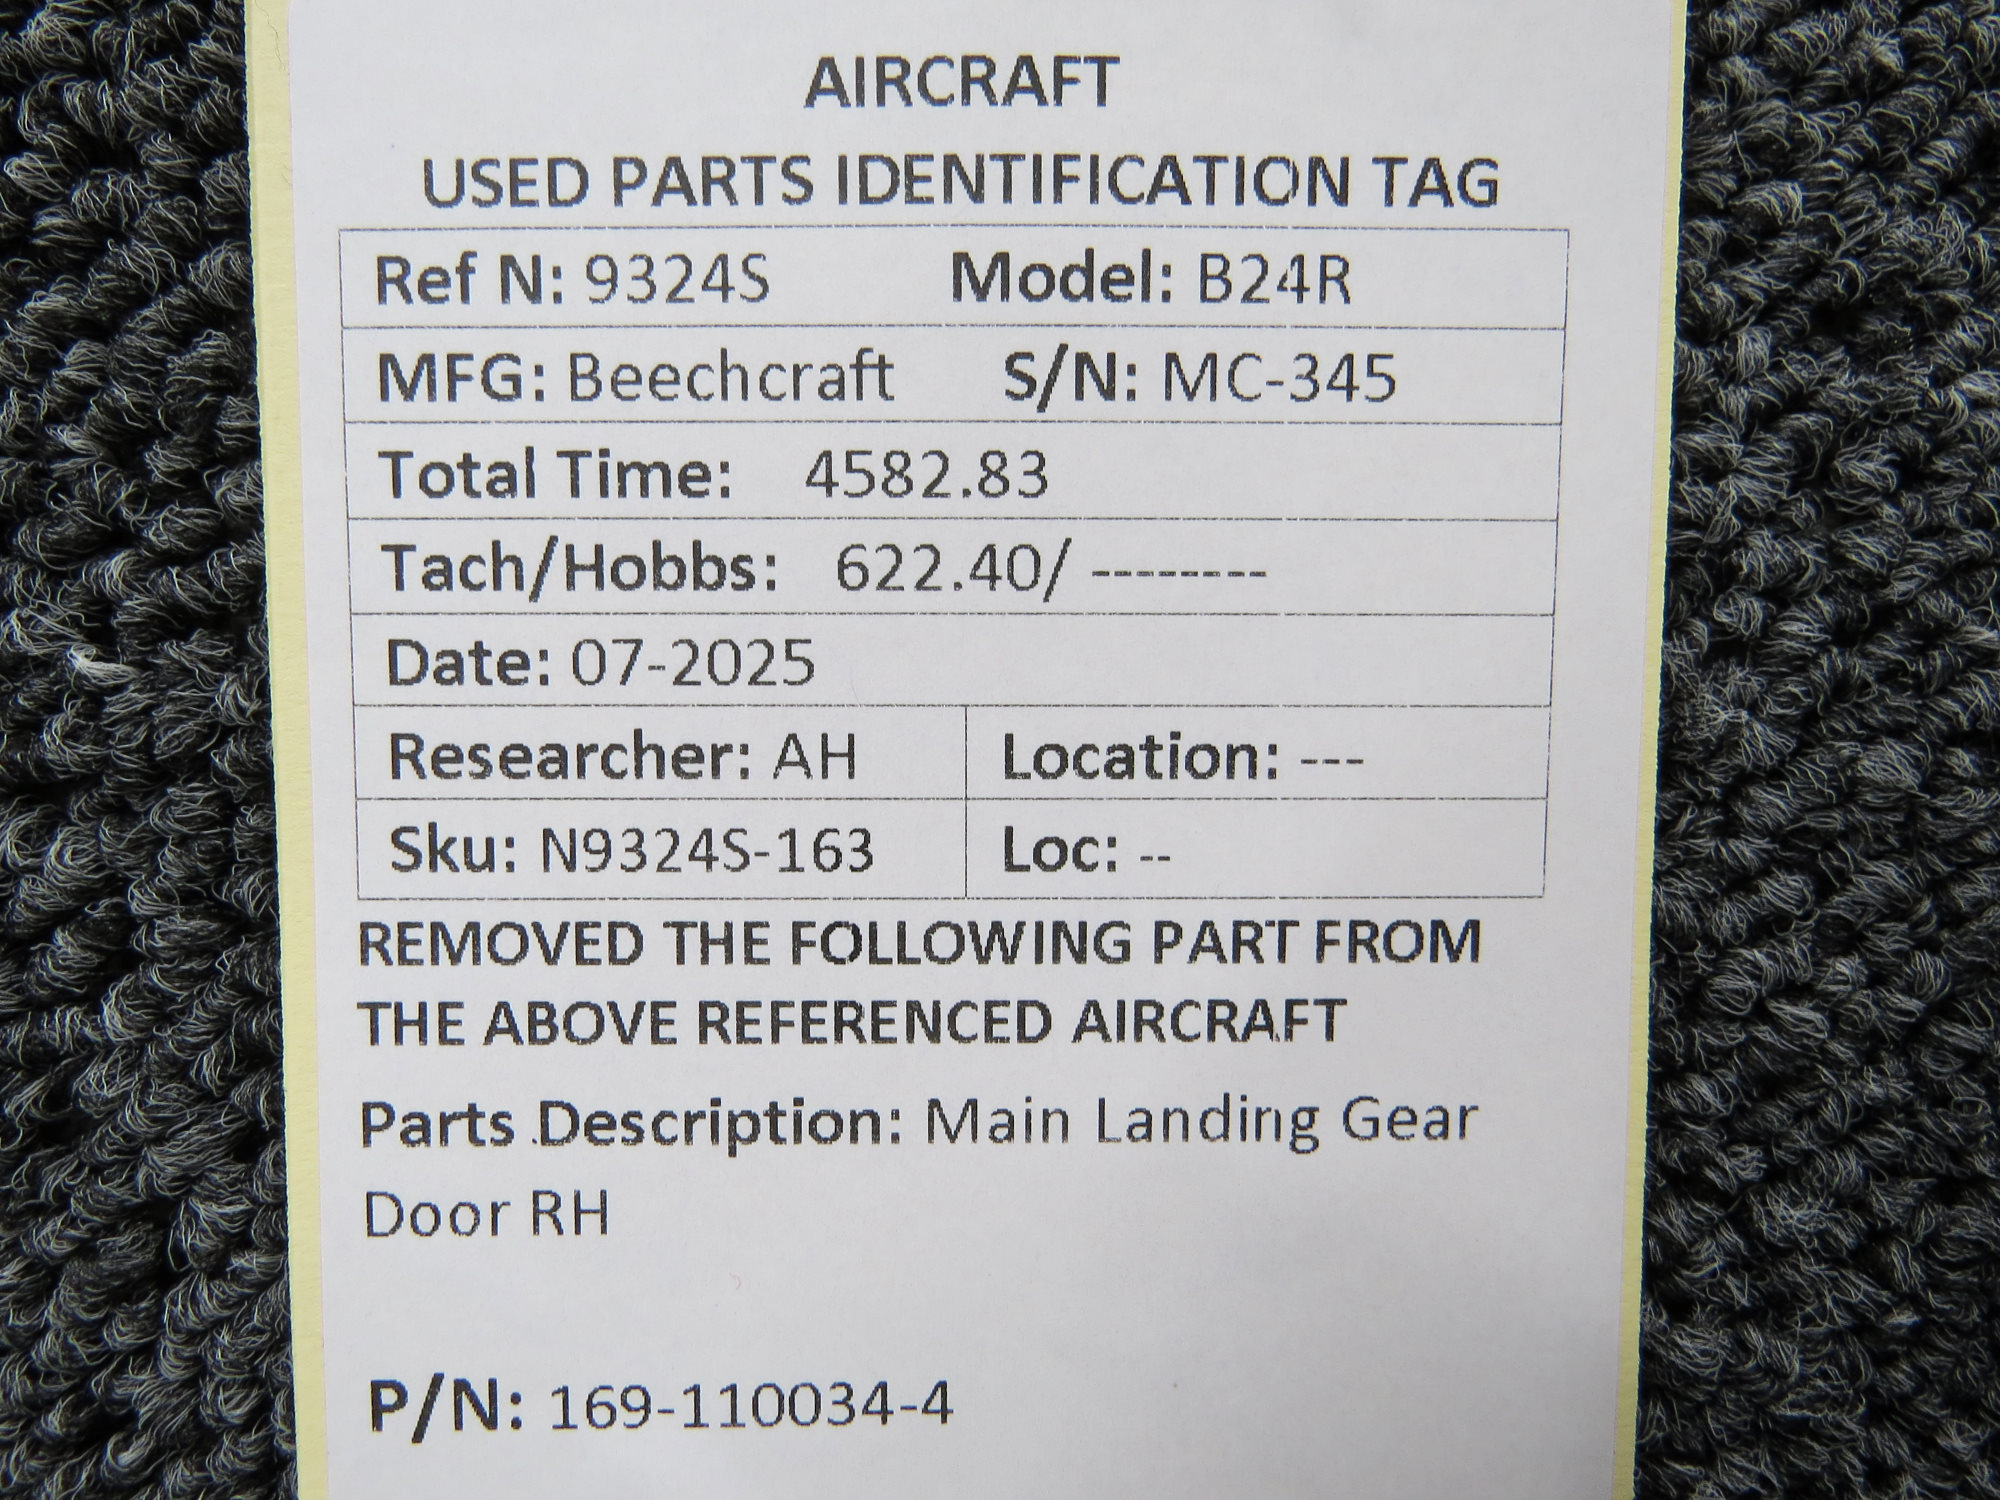 AIRCRAFT
USED PARTS IDENTIFICATION TAG
Ref N: 9324S Model: B24R
MFG: Beechcraft S/N: MC-345
Total Time: 4582.83
Tach/Hobbs: 622.40/ --------
Date: 07-2025
Researcher: AH Location: ---
Sku: N9324S-163 Loc: --
REMOVED THE FOLLOWING PART FROM
THE ABOVE REFERENCED AIRCRAFT
Parts Description: Main Landing Gear
Door RH
P/N: 169-110034-4